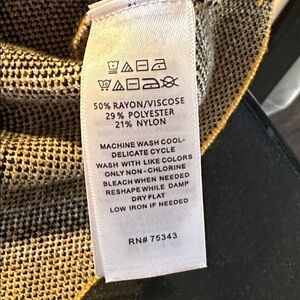 50% RAYON/VISCOSE
29% POLYESTER
21% NYLON
MACHINE WASH COOL-
DELICATE CYCLE
WASH WITH LIKE COLORS
ONLY NON-CHLORINE
BLEACH WHEN NEEDED
RESHAPE WHILE DAMP
DRY FLAT
LOW IRON IF NEEDED
RN# 75343